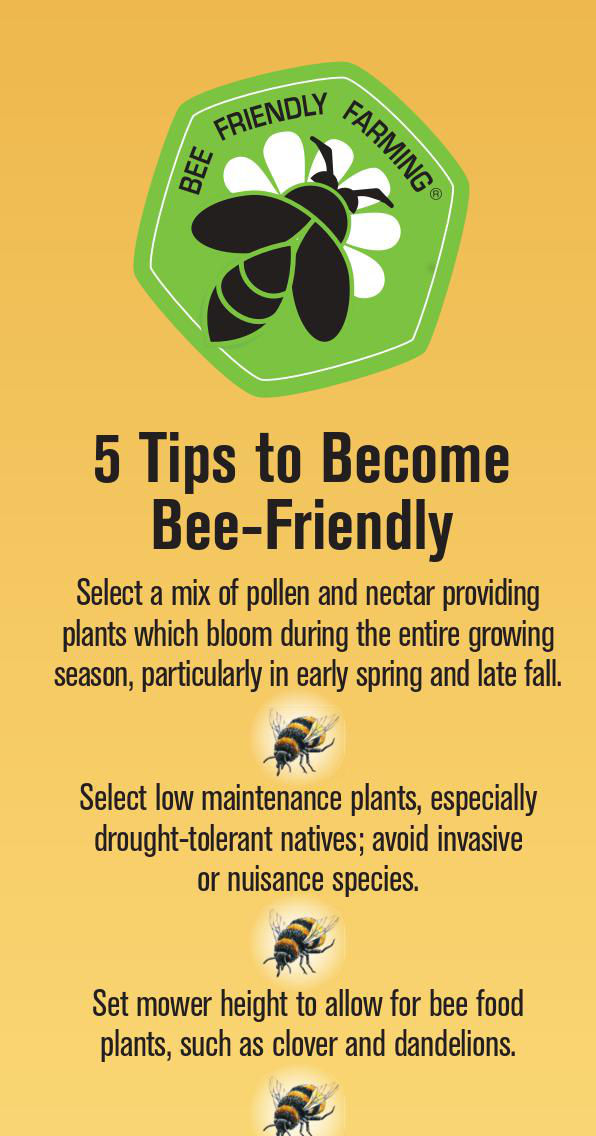 BEE FRIENDLY FARMING®
5 Tips to Become
Bee-Friendly
Select a mix of pollen and nectar providing
plants which bloom during the entire growing
season, particularly in early spring and late fall.
Select low maintenance plants, especially
drought-tolerant natives; avoid invasive
or nuisance species.
Set mower height to allow for bee food
plants, such as clover and dandelions.